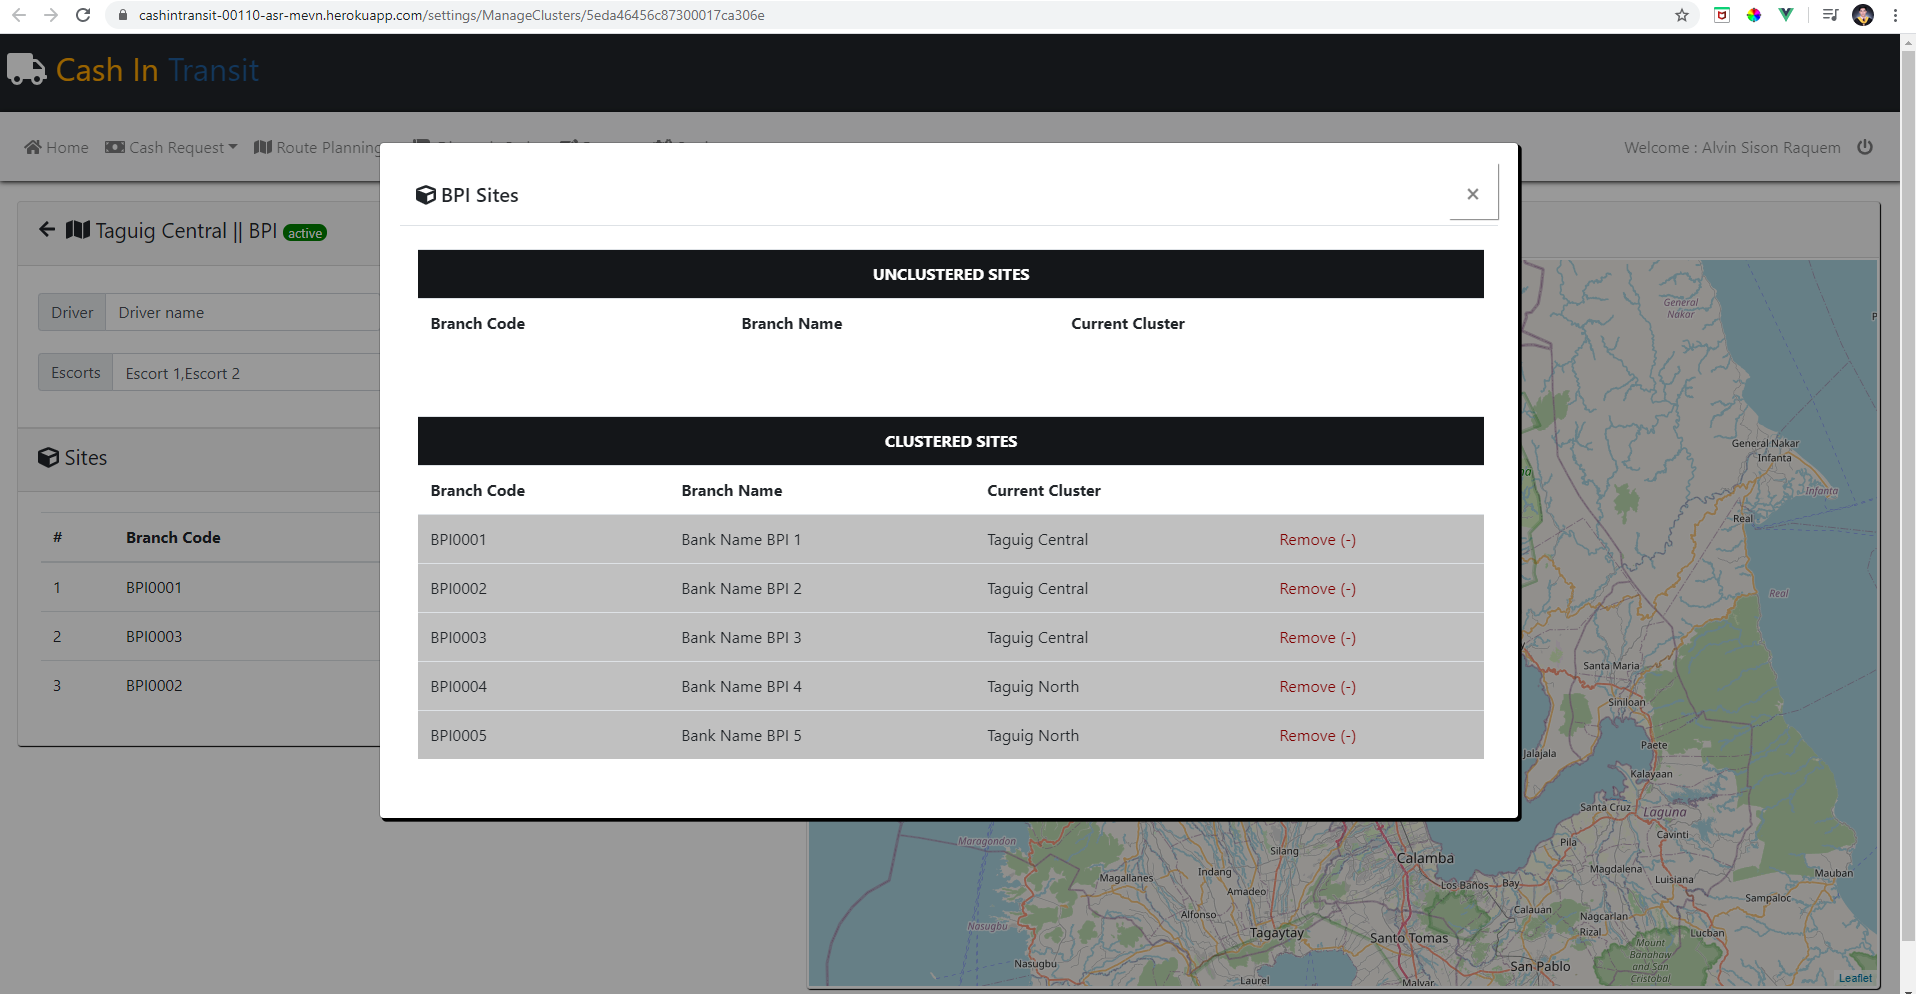 cashintransit-00110-asr-mevn.herokuapp.com/settings/ManageClusters/5eda46456c87300017ca306e
Cash In Transit
Home Cash Request Route Planning
Welcome : Alvin Sison Raquem
Taguig Central || BPI active
Driver Driver name
Escorts Escort 1,Escort 2
Sites
# Branch Code
1 BPI0001
2 BPI0003
3 BPI0002
BPI Sites
×
UNCLUSTERED SITES
Branch Code Branch Name Current Cluster
CLUSTERED SITES
Branch Code Branch Name Current Cluster
BPI0001 Bank Name BPI 1 Taguig Central Remove (-)
BPI0002 Bank Name BPI 2 Taguig Central Remove (-)
BPI0003 Bank Name BPI 3 Taguig Central Remove (-)
BPI0004 Bank Name BPI 4 Taguig North Remove (-)
BPI0005 Bank Name BPI 5 Taguig North Remove (-)
General
Nakar
General Nakar
Infanta
Infanta
Real
Real
Santa Maria
Siniloan
Paete
Jalajala
Kalayaan
Santa Cruz
Laguna
Cavinti
Maragondon
Silang
Calamba
Pila
Magdalena
Luisiana
Mauban
Magallanes
Indang
Amadeo
Los Baños
Bay
Sampaloc
Alfonso
Calauan
Nagcarlan
Rizal
Nasugbu
Tagaytay
Santo Tomas
Lucban
Mount
Banahaw
and San
Cristobal
Nasugbu
San Pablo
Laurel
Malvar
Leaflet